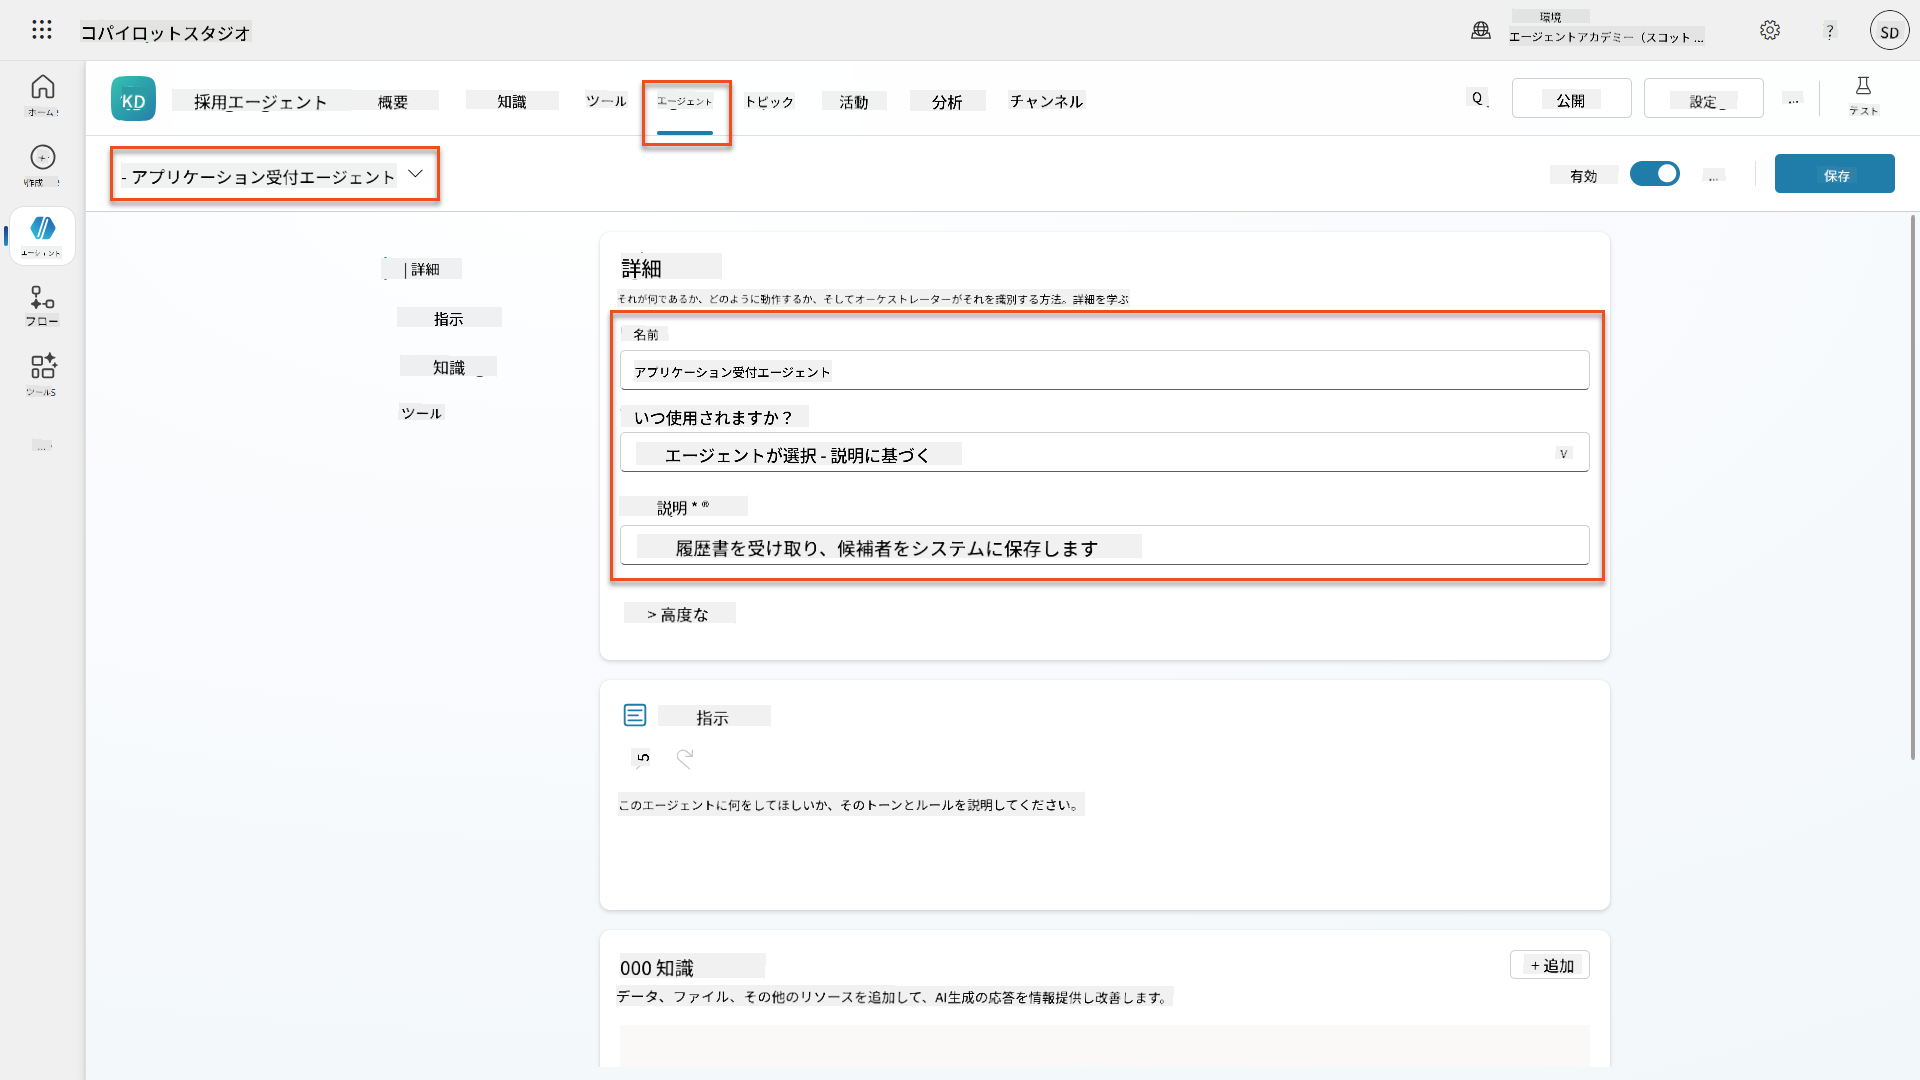 コパイロットスタジオ
環境
エージェントアカデミー（スコット ...
?
SD
ホーム
作成
エージェント
フロー
ツールS
...
KD
採用エージェント
概要
知識
ツール
エージェント
トピック
活動
分析
チャンネル
Q
公開
設定
...
テスト
- アプリケーション受付エージェント
有効
...
保存
| 詳細
指示
知識
ツール
詳細
それが何であるか、どのように動作するか、そしてオーケストレーターがそれを識別する方法。詳細を学ぶ
名前
アプリケーション受付エージェント
いつ使用されますか？
エージェントが選択 - 説明に基づく
説明 * ®
履歴書を受け取り、候補者をシステムに保存します
> 高度な
指示
5
このエージェントに何をしてほしいか、そのトーンとルールを説明してください。
000 知識
+ 追加
データ、ファイル、その他のリソースを追加して、AI生成の応答を情報提供し改善します。